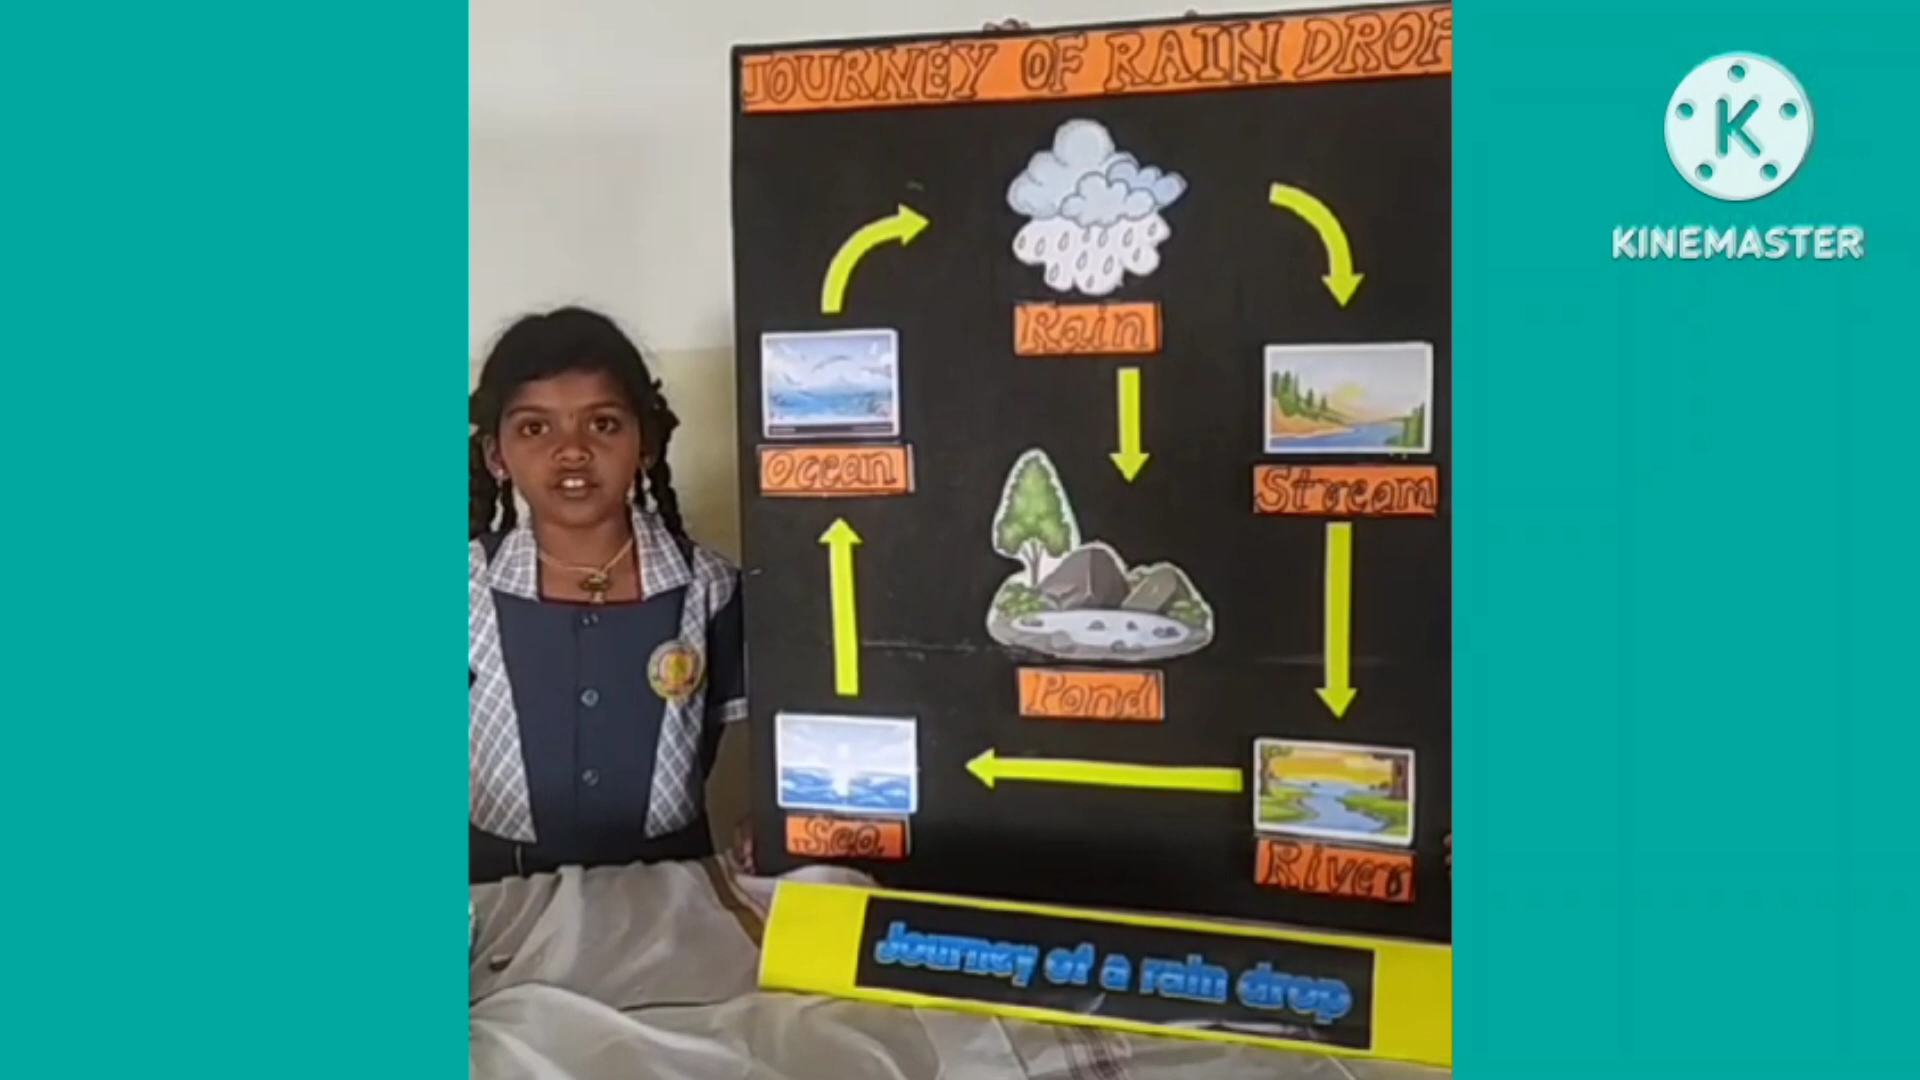 JOURNEY OF RAIN DROP
K
KINEMASTER
Rain
Ocean
Stream
Pond
Sea
River
Journey of a rain drop